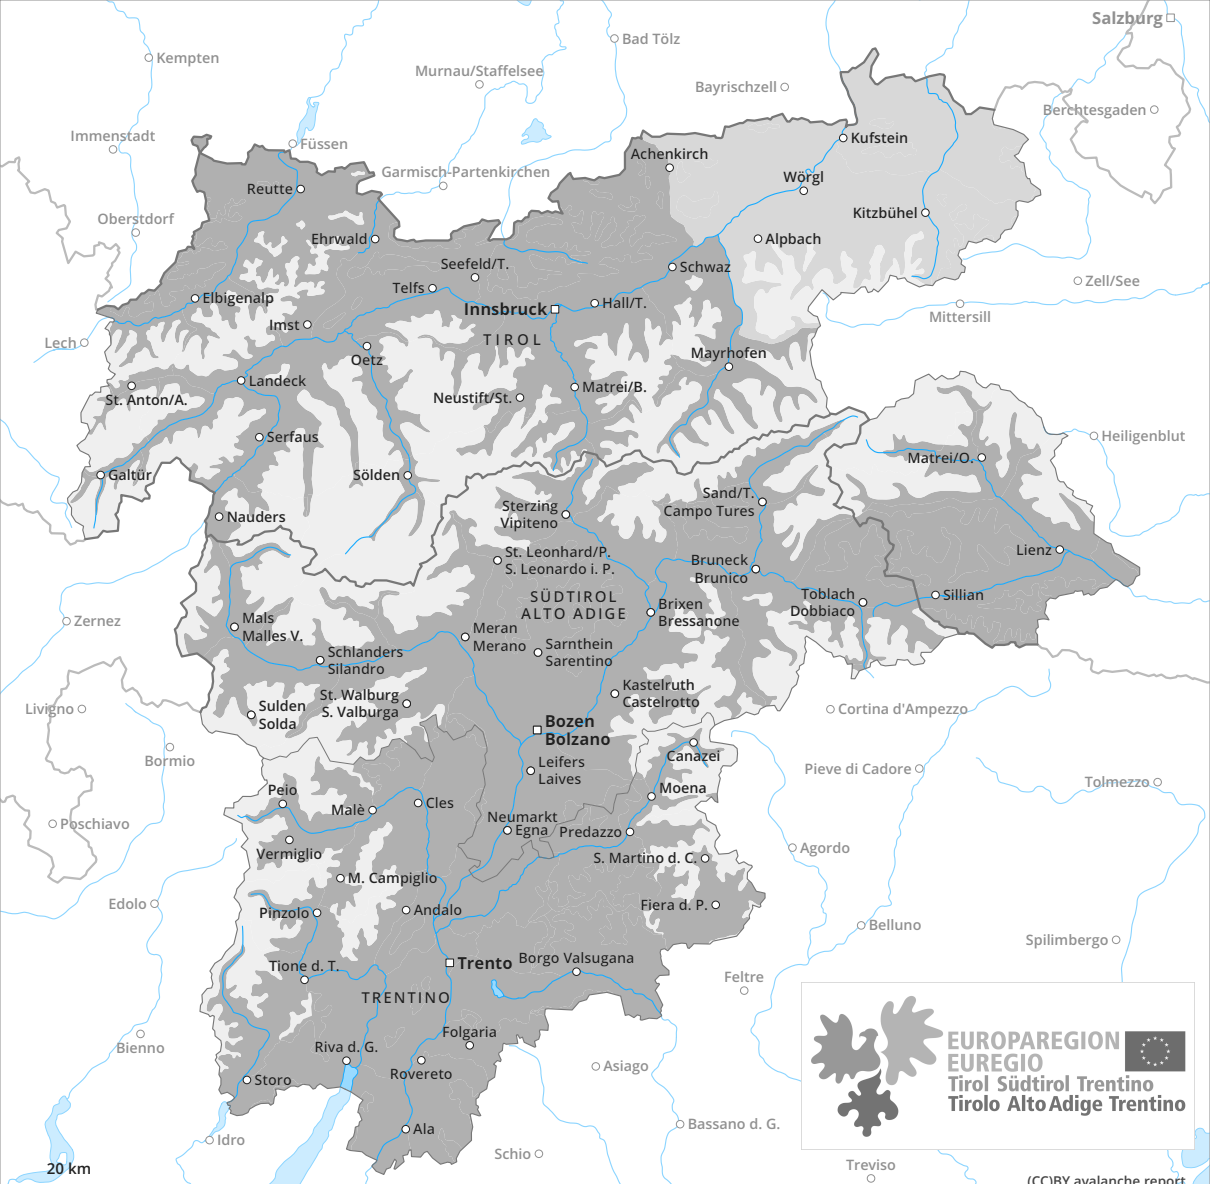 Salzburg
Bad Tölz
Kempten
Murnau/Staffelsee
Bayrischzell
Berchtesgaden
Immenstadt
Füssen
Kufstein
Achenkirch
Garmisch-Partenkirchen
Wörgl
Reutte
Kitzbühel
Oberstdorf
Ehrwald
Alpbach
Seefeld/T.
Schwaz
Telfs
Zell/See
Elbigenalp
Hall/T.
Innsbruck
Mittersill
Imst
TIROL
Lech
Oetz
Mayrhofen
Landeck
Matrei/B.
St. Anton/A.
Neustift/St.
Serfaus
Heiligenblut
Matrei/O.
Galtür
Sölden
Sand/T.
Campo Tures
Sterzing
Vipiteno
Nauders
St. Leonhard/P.
S. Leonardo i. P.
Lienz
Bruneck
Brunico
SÜDTIROL
ALTO ADIGE
Toblach
Dobbiaco
Sillian
Brixen
Bressanone
Mals
Malles V.
Zernez
Meran
Merano
Sarnthein
Sarentino
Schlanders
Silandro
Kastelruth
Castelrotto
St. Walburg
S. Valburga
Sulden
Solda
Livigno
Cortina d'Ampezzo
Bozen
Bolzano
Canazei
Bormio
Leifers
Laives
Pieve di Cadore
Tolmezzo
Peio
Moena
Malè
Cles
Neumarkt
Egna
Predazzo
Poschiavo
Vermiglio
S. Martino d. C.
Agordo
M. Campiglio
Edolo
Pinzolo
Andalo
Fiera d. P.
Belluno
Spilimbergo
Tione d. T.
Trento
Borgo Valsugana
Feltre
TRENTINO
Folgaria
Bienno
Riva d. G.
Rovereto
Asiago
Storo
EUROPAREGION
EUREGIO
Tirol Südtirol Trentino
Tirolo Alto Adige Trentino
Ala
Bassano d. G.
Idro
Schio
20 km
Treviso
(CC)BY avalanche.report